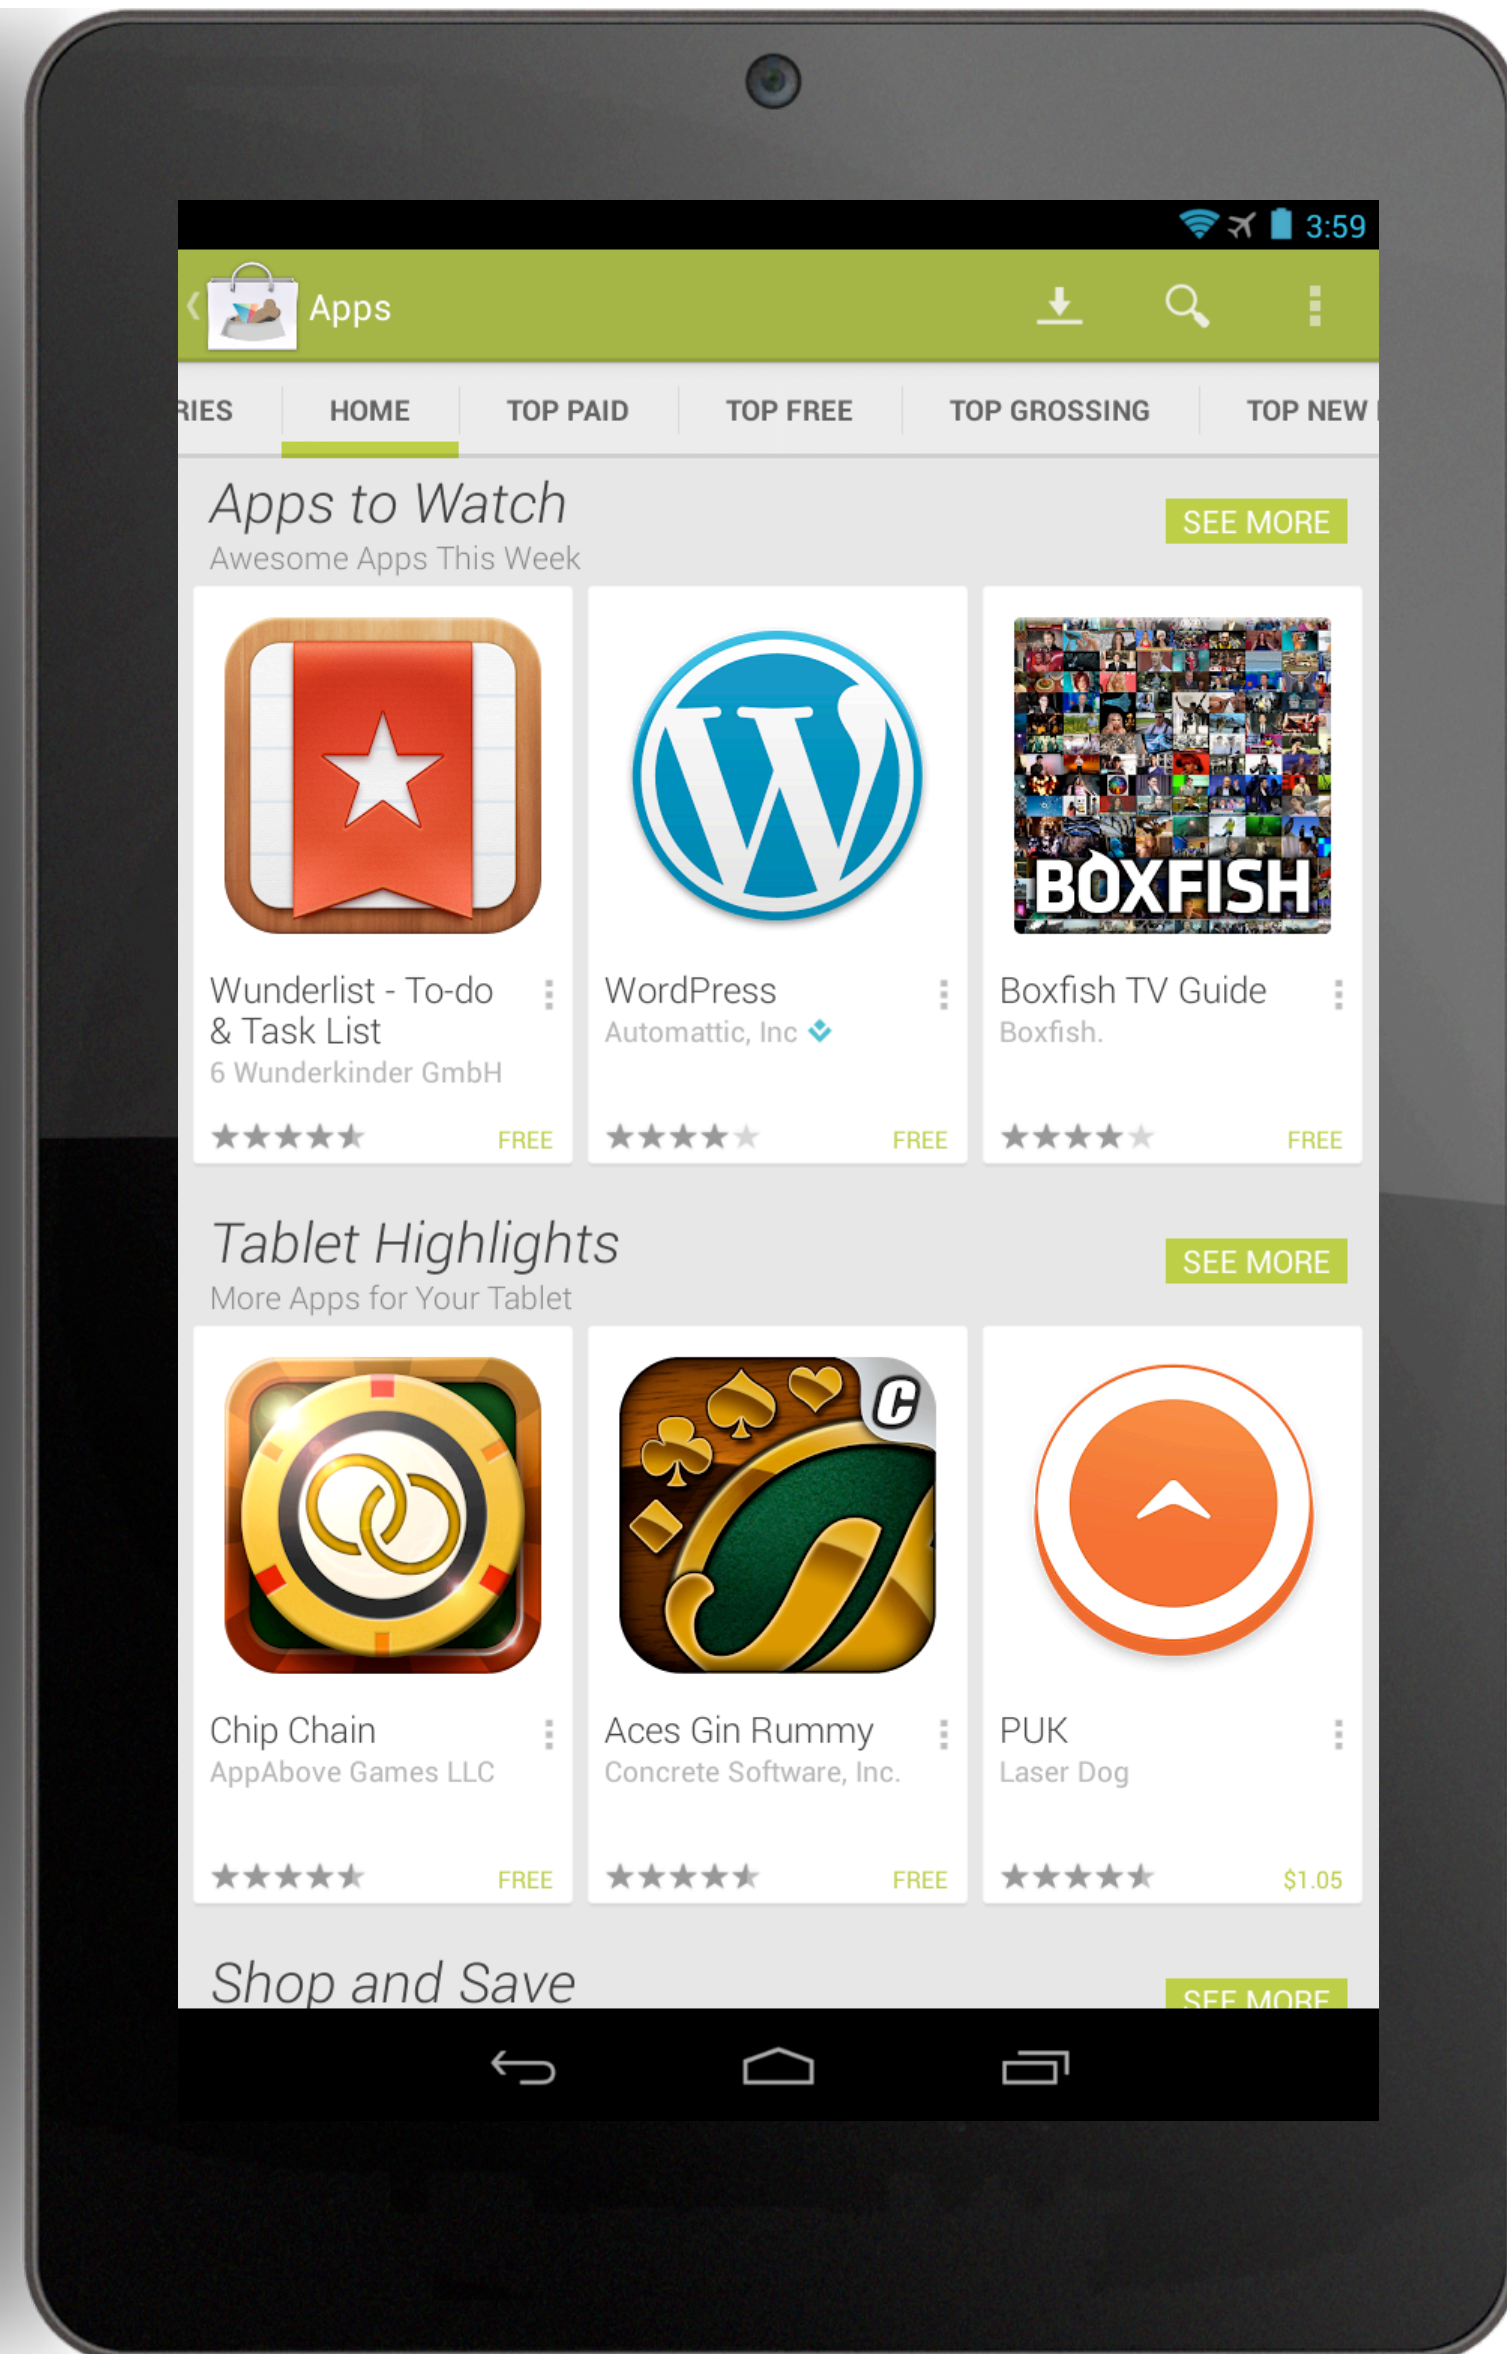 3:59
Apps
RIES HOME TOP PAID TOP FREE TOP GROSSING TOP NEW
Apps to Watch
SEE MORE
Awesome Apps This Week
BOXFISH
Wunderlist - To-do
& Task List
6 Wunderkinder GmbH
FREE
WordPress
Automattic, Inc
FREE
Boxfish TV Guide
Boxfish.
FREE
Tablet Highlights
SEE MORE
More Apps for Your Tablet
C
Chip Chain
AppAbove Games LLC
FREE
Aces Gin Rummy
Concrete Software, Inc.
FREE
PUK
Laser Dog
$1.05
Shop and Save
SEE MORE